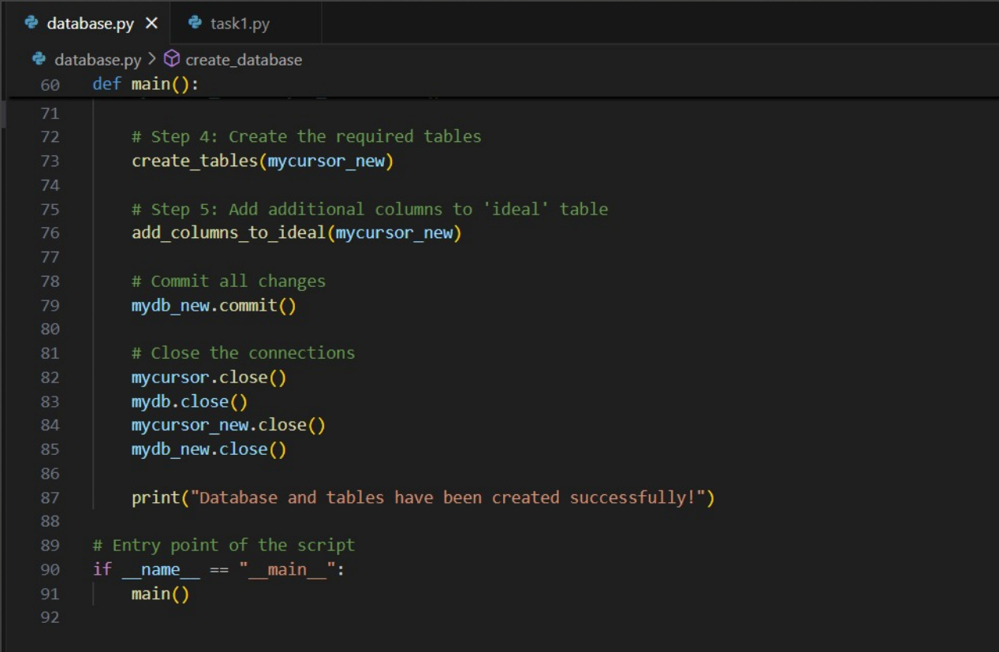 database.py × task1.py
database.py > create_database
60 def main():
71
72 # Step 4: Create the required tables
73 create_tables(mycursor_new)
74
75 # Step 5: Add additional columns to 'ideal' table
76 add_columns_to_ideal(mycursor_new)
77
78 # Commit all changes
79 mydb_new.commit()
80
81 # Close the connections
82 mycursor.close()
83 mydb.close()
84 mycursor_new.close()
85 mydb_new.close()
86
87 print("Database and tables have been created successfully!")
88
89 # Entry point of the script
90 if __name__ == "__main__":
91 main()
92